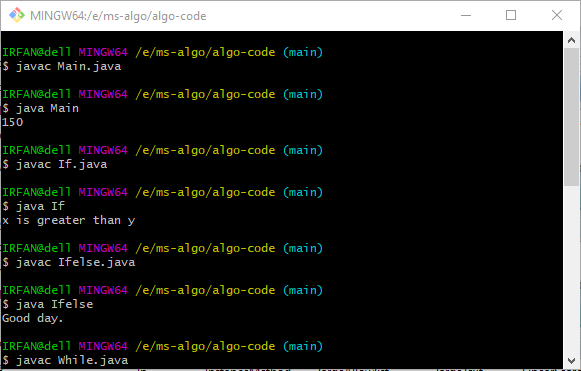 MINGW64:/e/ms-algo/algo-code
IRFAN@dell MINGW64 /e/ms-algo/algo-code (main)
$ javac Main.java
IRFAN@dell MINGW64 /e/ms-algo/algo-code (main)
$ java Main
150
IRFAN@dell MINGW64 /e/ms-algo/algo-code (main)
$ javac If.java
IRFAN@dell MINGW64 /e/ms-algo/algo-code (main)
$ java If
x is greater than y
IRFAN@dell MINGW64 /e/ms-algo/algo-code (main)
$ javac Ifelse.java
IRFAN@dell MINGW64 /e/ms-algo/algo-code (main)
$ java Ifelse
Good day.
IRFAN@dell MINGW64 /e/ms-algo/algo-code (main)
$ javac While.java